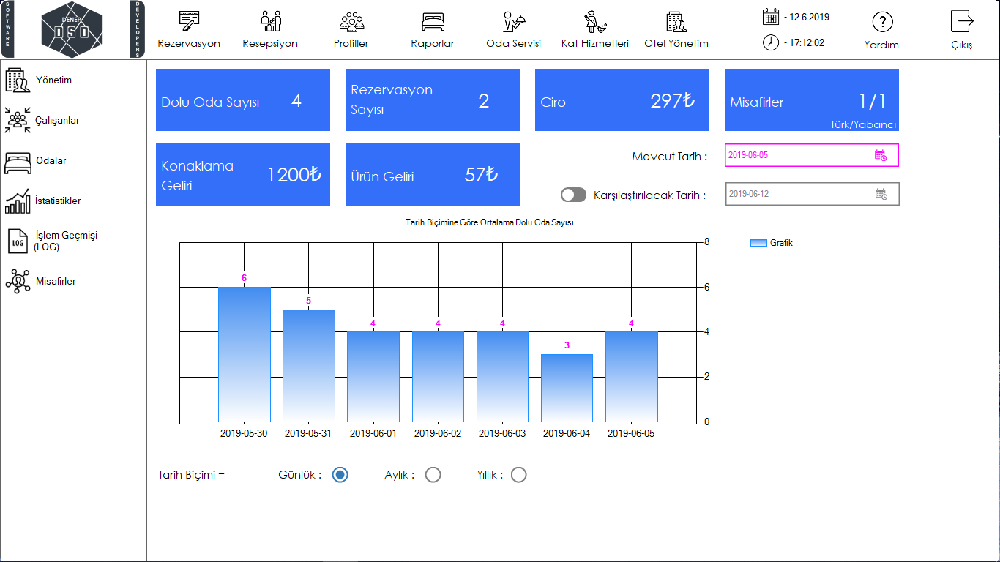 SOFTWARE
DENEP
OSO
DEVELOPERS
Rezervasyon
Resepsiyon
Profiller
Raporlar
Oda Servisi
Kat Hizmetleri
Otel Yönetim
- 12.6.2019
- 17:12:02
?
Yardım
Çıkış
Yönetim
Çalışanlar
Odalar
İstatistikler
LOG
İşlem Geçmişi
(LOG)
Misafirler
Dolu Oda Sayısı 4
Rezervasyon
Sayısı
2
Ciro 297₺
Misafirler 1/1
Türk/Yabancı
Konaklama
Geliri
1200₺
Ürün Geliri 57₺
Mevcut Tarih : 2019-06-05
Karşılaştırılacak Tarih : 2019-06-12
Tarih Biçimine Göre Ortalama Dolu Oda Sayısı
8
Grafik
6
6
5
4 4 4 4
4
3
2
0
2019-05-30 2019-05-31 2019-06-01 2019-06-02 2019-06-03 2019-06-04 2019-06-05
Tarih Biçimi = Günlük : Aylık : Yıllık :